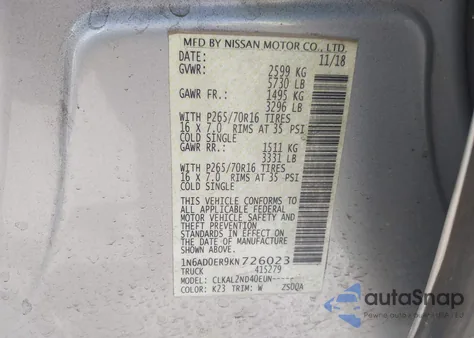 MFD BY NISSAN MOTOR CO., LTD.
DATE: 11/18
GVWR: 2599 KG
5730 LB
GAWR FR.: 1495 KG
3296 LB
WITH P265/70R16 TIRES
16 X 7.0 RIMS AT 35 PSI
COLD SINGLE
GAWR RR.: 1511 KG
3331 LB
WITH P265/70R16 TIRES
16 X 7.0 RIMS AT 35 PSI
COLD SINGLE
THIS VEHICLE CONFORMS TO
ALL APPLICABLE FEDERAL
MOTOR VEHICLE SAFETY AND
THEFT PREVENTION
STANDARDS IN EFFECT ON
THE DATE OF MANUFACTURE
SHOWN ABOVE.
1N6AD0ER9KN726023
TRUCK 415279
CLKAL2ND40EUN-----
COLOR: K23 TRIM: W
autoSnap
by Carfast Express